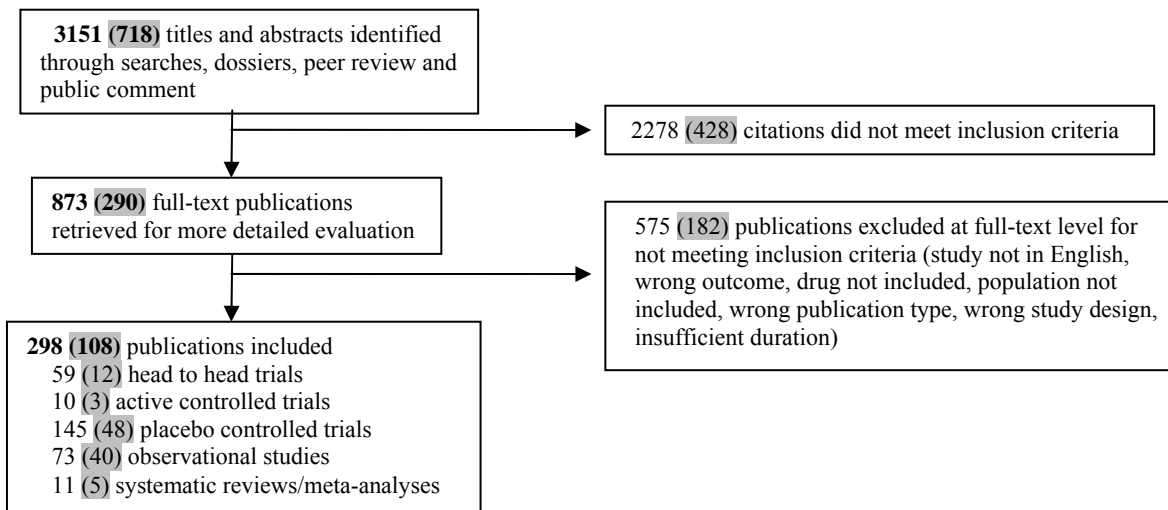 3151 (718) titles and abstracts identified
through searches, dossiers, peer review and
public comment
2278 (428) citations did not meet inclusion criteria
873 (290) full-text publications
retrieved for more detailed evaluation
575 (182) publications excluded at full-text level for
not meeting inclusion criteria (study not in English,
wrong outcome, drug not included, population not
included, wrong publication type, wrong study design,
insufficient duration)
298 (108) publications included
59 (12) head to head trials
10 (3) active controlled trials
145 (48) placebo controlled trials
73 (40) observational studies
11 (5) systematic reviews/meta-analyses